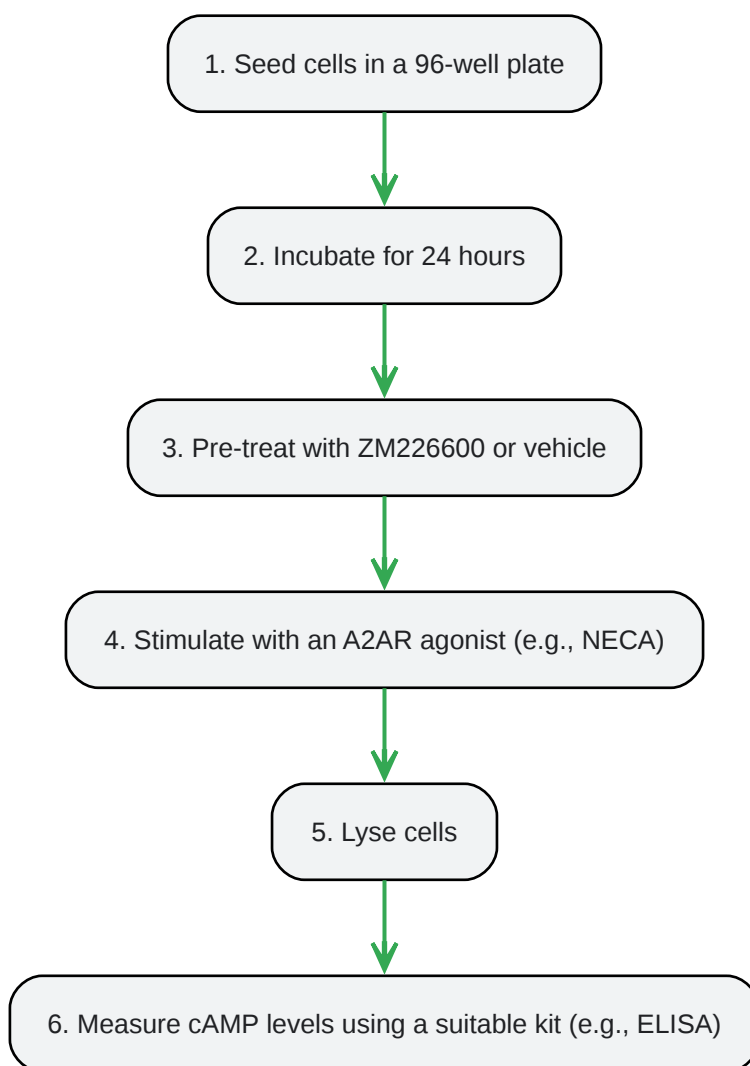 1. Seed cells in a 96-well plate
2. Incubate for 24 hours
3. Pre-treat with ZM226600 or vehicle
4. Stimulate with an A2AR agonist (e.g., NECA)
5. Lyse cells
6. Measure cAMP levels using a suitable kit (e.g., ELISA)